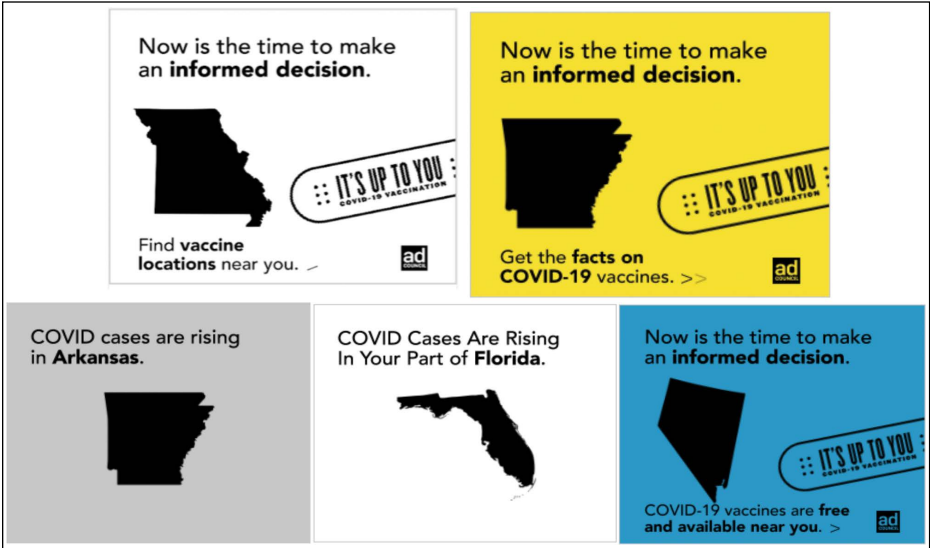 Now is the time to make
an informed decision.
IT'S UP TO YOU
COVID-19 VACCINATION
Find vaccine
locations near you.
ad
COUNCIL
Now is the time to make
an informed decision.
IT'S UP TO YOU
COVID-19 VACCINATION
Get the facts on
COVID-19 vaccines. >>
ad
COUNCIL
COVID cases are rising
in Arkansas.
COVID Cases Are Rising
In Your Part of Florida.
Now is the time to make
an informed decision.
IT'S UP TO YOU
COVID-19 VACCINATION
COVID-19 vaccines are free
and available near you. >
ad
COUNCIL